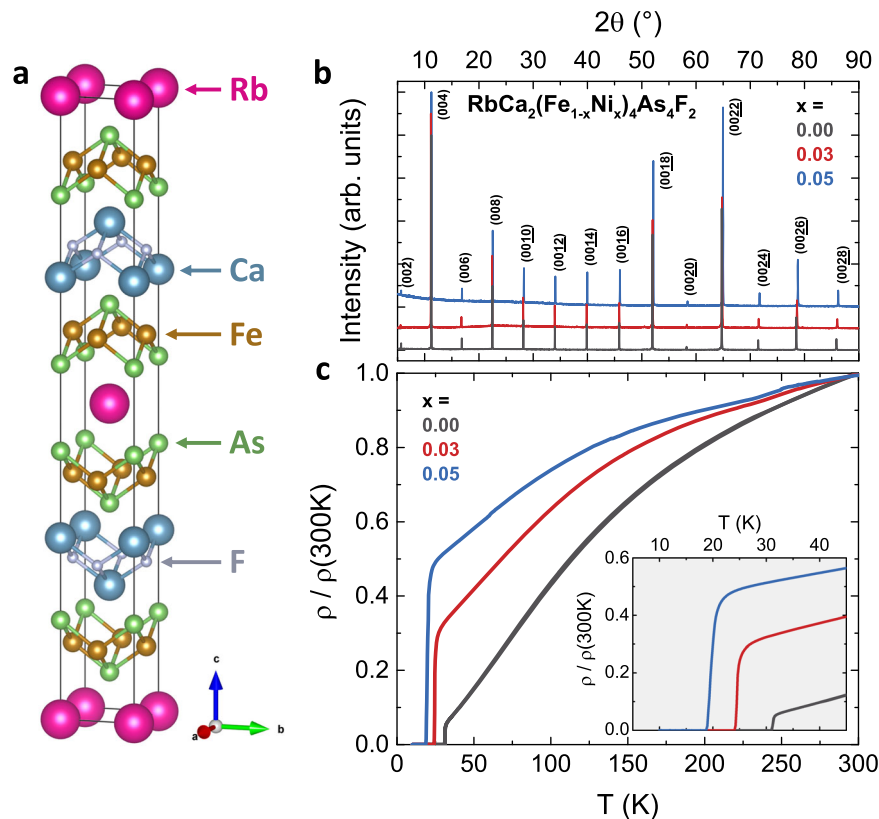 a
Rb
Ca
Fe
As
F
c
a
b
2θ (°)
10 20 30 40 50 60 70 80 90
b
RbCa2(Fe1-xNix)4As4F2
x =
0.00
0.03
0.05
Intensity (arb. units)
(002)
(004)
(006)
(008)
(0010)
(0012)
(0014)
(0016)
(0018)
(0020)
(0022)
(0024)
(0026)
(0028)
c
x =
0.00
0.03
0.05
ρ / ρ(300K)
1.0
0.8
0.6
0.4
0.2
0.0
0 50 100 150 200 250 300
T (K)
T (K)
10 20 30 40
ρ / ρ(300K)
0.6
0.4
0.2
0.0